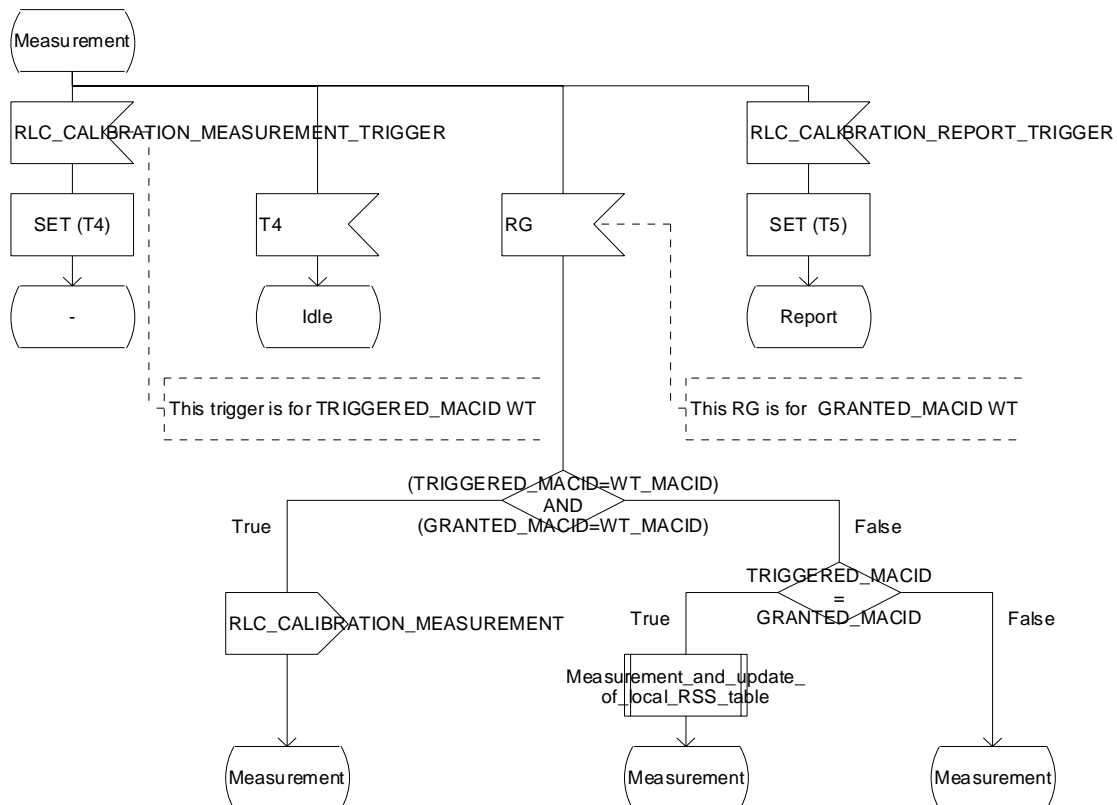 Measurement
RLC_CALIBRATION_MEASUREMENT_TRIGGER
RLC_CALIBRATION_REPORT_TRIGGER
SET (T4)
T4
RG
SET (T5)
-
Idle
Report
This trigger is for TRIGGERED_MACID WT
This RG is for GRANTED_MACID WT
(TRIGGERED_MACID=WT_MACID)
AND
(GRANTED_MACID=WT_MACID)
True
False
TRIGGERED_MACID
=
GRANTED_MACID
RLC_CALIBRATION_MEASUREMENT
True
False
Measurement_and_update_
of_local_RSS_table
Measurement
Measurement
Measurement